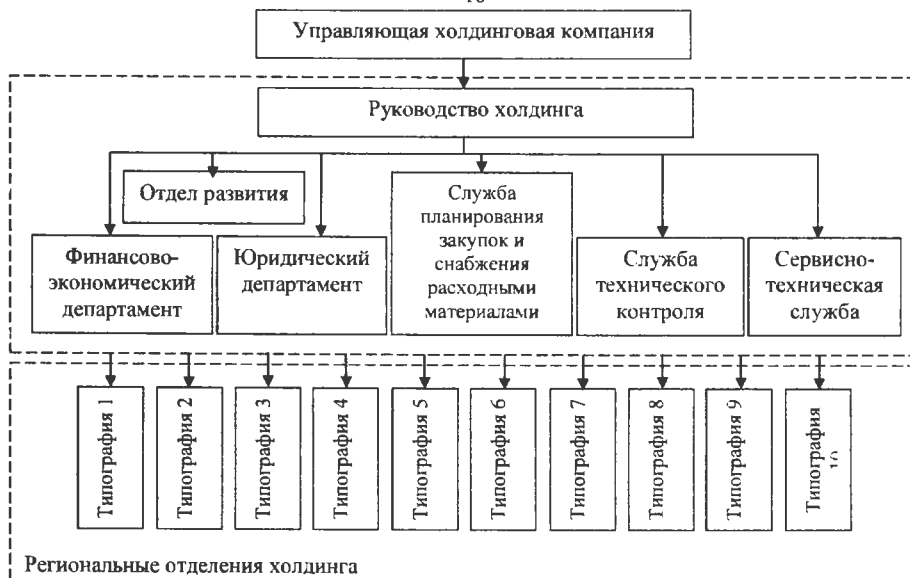 Управляющая холдинговая компания
Руководство холдинга
Отдел развития
Финансово-
экономический
департамент
Юридический
департамент
Служба
планирования
закупок и
снабжения
расходными
материалами
Служба
технического
контроля
Сервисно-
техническая
служба
Типография 1
Типография 2
Типография 3
Типография 4
Типография 5
Типография 6
Типография 7
Типография 8
Типография 9
Типография
10
Региональные отделения холдинга